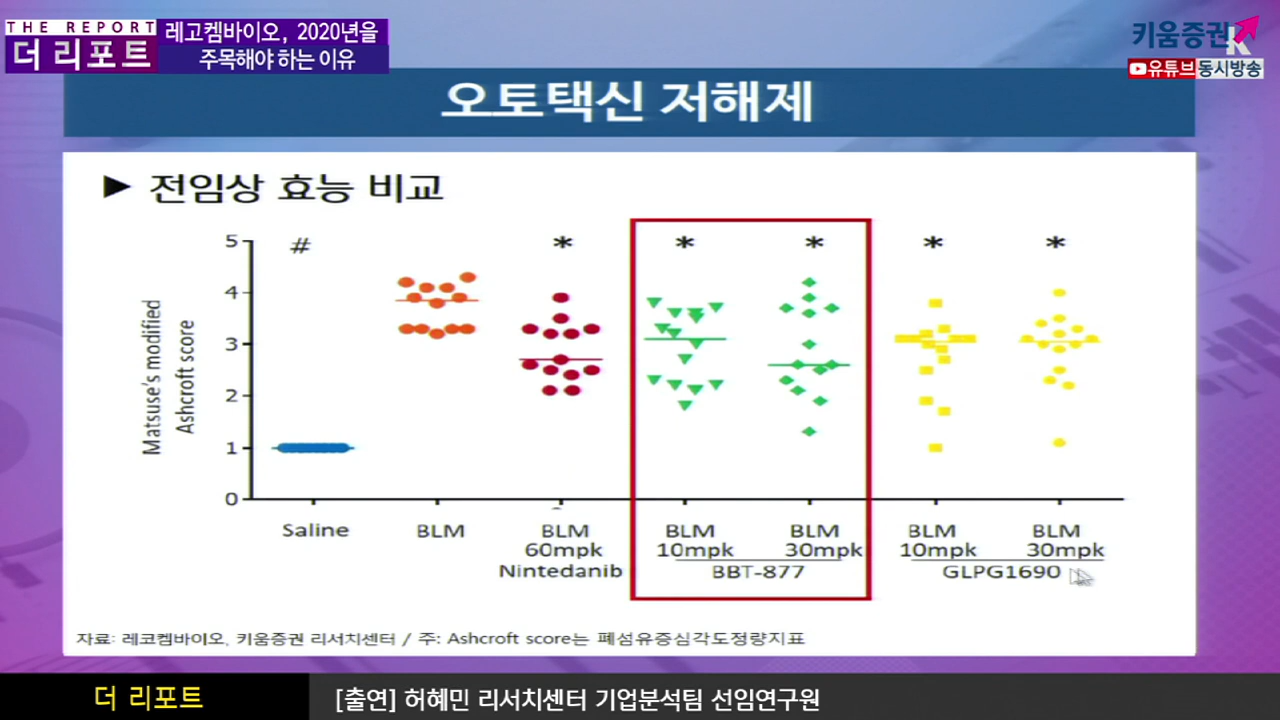 THE REPORT
더 리포트
레고켐바이오, 2020년을
주목해야 하는 이유
키움증권
유튜브 동시방송
오토택신 저해제
▶ 전임상 효능 비교
Matsuse's modified
Ashcroft score
5
4
3
2
1
0
#
*
*
*
*
*
Saline
BLM
BLM
60mpk
Nintedanib
BLM
10mpk
BLM
30mpk
BBT-877
BLM
10mpk
BLM
30mpk
GLPG1690
자료: 레코켐바이오, 키움증권 리서치센터 / 주: Ashcroft score는 폐섬유증심각도정량지표
더 리포트
[출연] 허혜민 리서치센터 기업분석팀 선임연구원